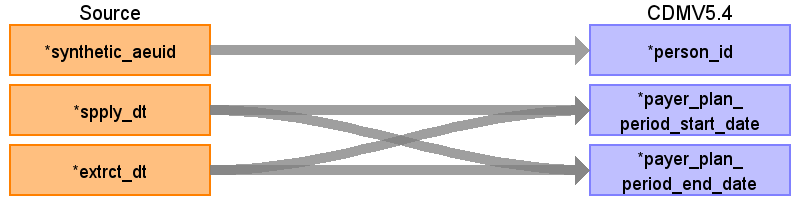 Source
CDMV5.4
*synthetic_aeuid
*person_id
*spply_dt
*payer_plan_
period_start_date
*extrct_dt
*payer_plan_
period_end_date